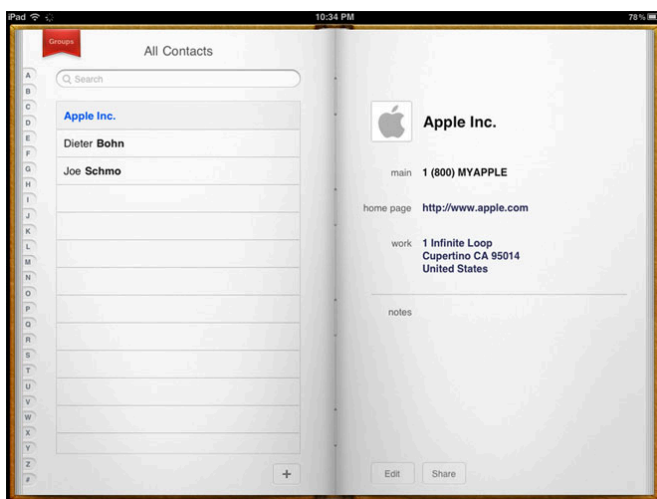 iPad
10:34 PM
78%
Groups
All Contacts
Search
A
B
C
D
E
F
G
H
I
J
K
L
M
N
O
P
Q
R
S
T
U
V
W
X
Y
Z
#
Apple Inc.
Dieter Bohn
Joe Schmo
+
Apple Inc.
main 1 (800) MYAPPLE
home page http://www.apple.com
work 1 Infinite Loop
Cupertino CA 95014
United States
notes
Edit Share